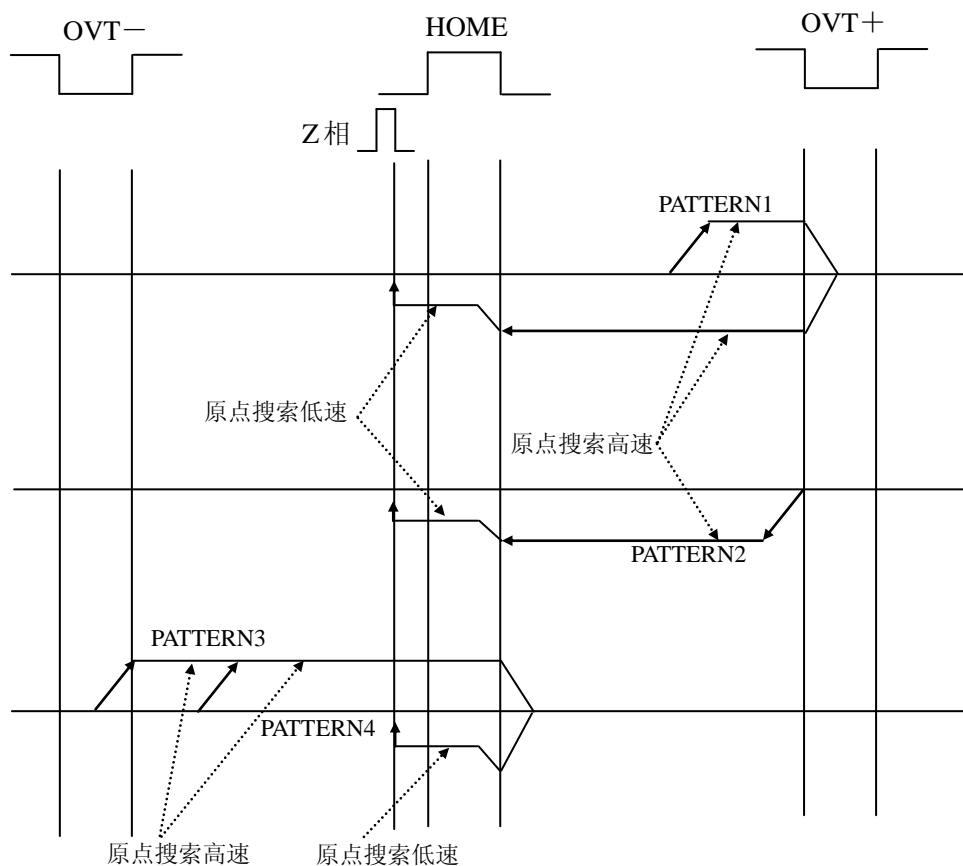 OVT－
HOME
OVT＋
Z相
PATTERN1
原点搜索低速
原点搜索高速
PATTERN2
PATTERN3
PATTERN4
原点搜索高速
原点搜索低速